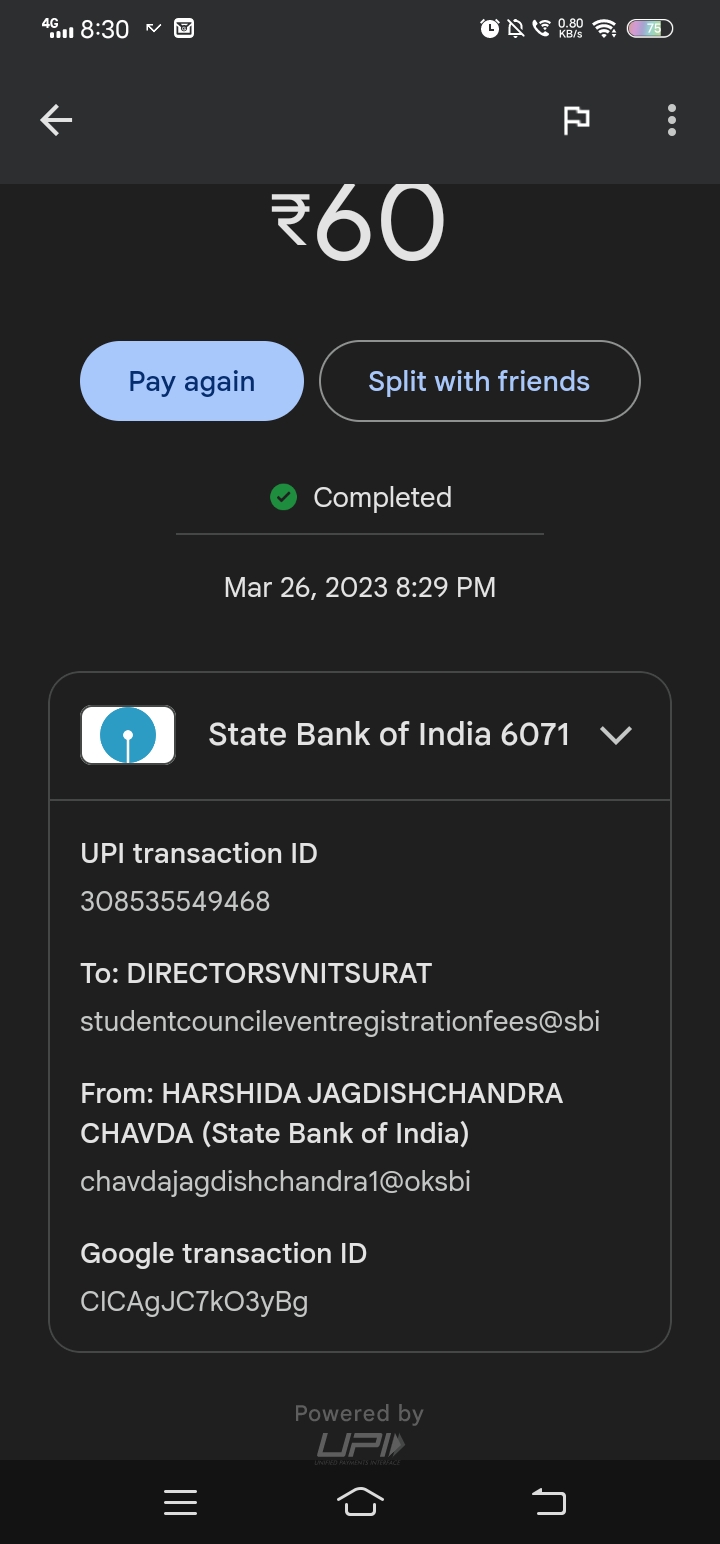 4G 8:30 0.80 KB/s 75
₹60
Pay again Split with friends
Completed
Mar 26, 2023 8:29 PM
State Bank of India 6071
UPI transaction ID
308535549468
To: DIRECTORSVNITSURAT
studentcouncileventregistrationfees@sbi
From: HARSHIDA JAGDISHCHANDRA
CHAVDA (State Bank of India)
chavdajagdishchandra1@oksbi
Google transaction ID
CICAgJC7kO3yBg
Powered by
UPI
UNIFIED PAYMENTS INTERFACE